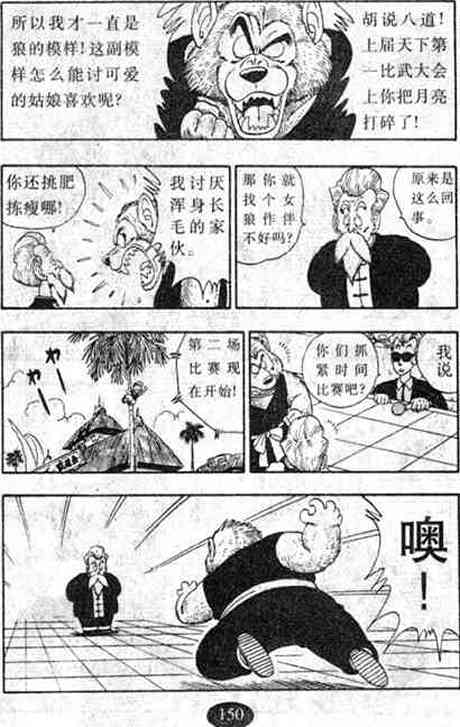 胡说八道!
上届天下第
一比武大会
上你把月亮
打碎了!
所以我才一直是
狼的模样!这副模
样怎么能讨可爱
的姑娘喜欢呢?
原来是
这么回
事。
那你就
找个女
狼作伴
不好吗?
我讨厌
浑身长
毛的家
伙。
你还挑肥
拣瘦哪!
我说
你们抓
紧时间
比赛吧?
第二场
比赛现
在开始!
わー
わー
噢!
150